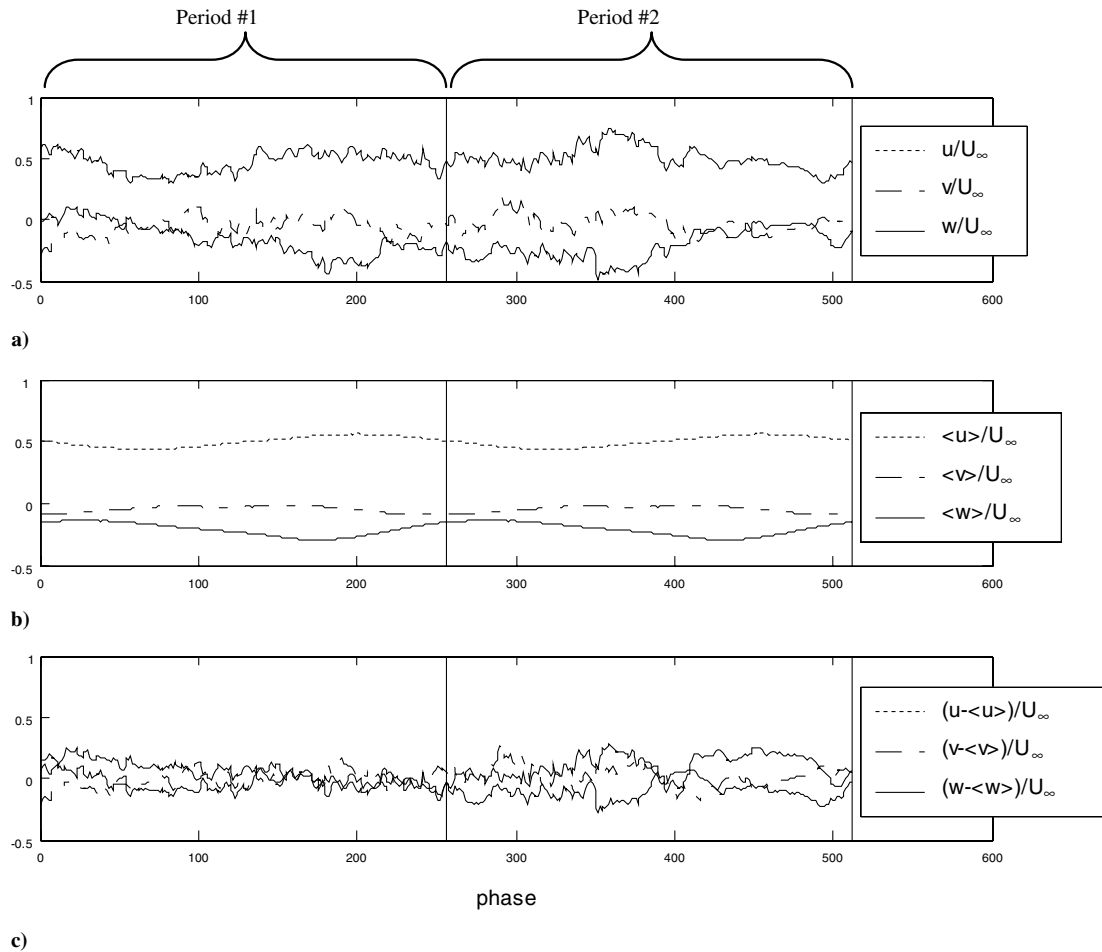 Period #1
Period #2
1
0.5
0
-0.5
0
100
200
300
400
500
600
u/U∞
v/U∞
w/U∞
a)
1
0.5
0
-0.5
0
100
200
300
400
500
600
<u>/U∞
<v>/U∞
<w>/U∞
b)
1
0.5
0
-0.5
0
100
200
300
400
500
600
(u-<u>)/U∞
(v-<v>)/U∞
(w-<w>)/U∞
phase
c)